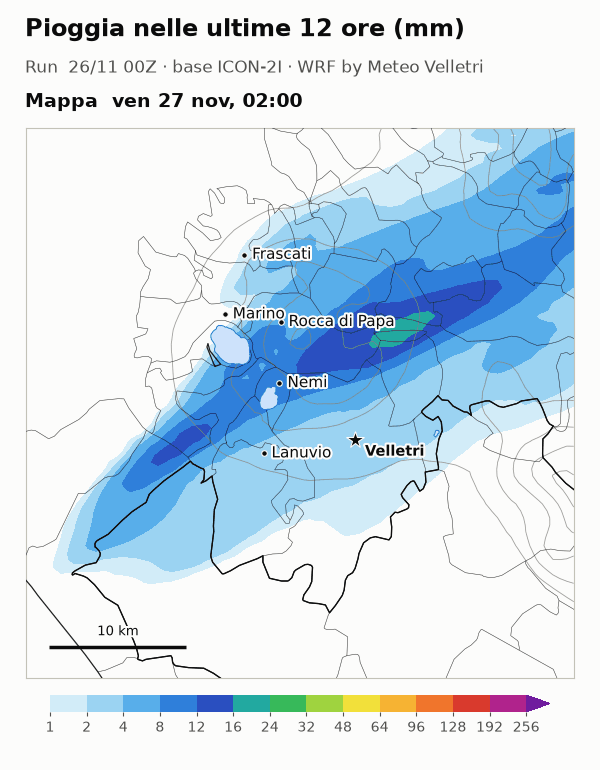 Pioggia nelle ultime 12 ore (mm)
Run  26/11 00Z · base ICON-2I · WRF by Meteo Velletri
Mappa  ven 27 nov, 02:00
Frascati
Marino
Rocca di Papa
Nemi
Velletri
Lanuvio
10 km
1 2 4 8 12 16 24 32 48 64 96 128 192 256